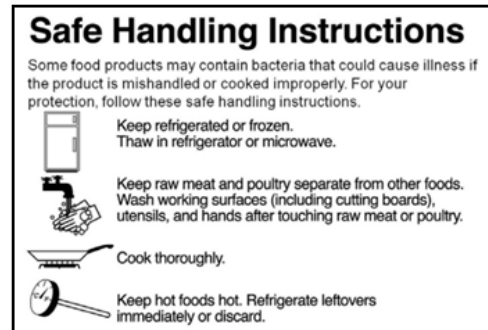 Safe Handling Instructions
Some food products may contain bacteria that could cause illness if
the product is mishandled or cooked improperly. For your
protection, follow these safe handling instructions.
Keep refrigerated or frozen.
Thaw in refrigerator or microwave.
Keep raw meat and poultry separate from other foods.
Wash working surfaces (including cutting boards),
utensils, and hands after touching raw meat or poultry.
Cook thoroughly.
Keep hot foods hot. Refrigerate leftovers
immediately or discard.